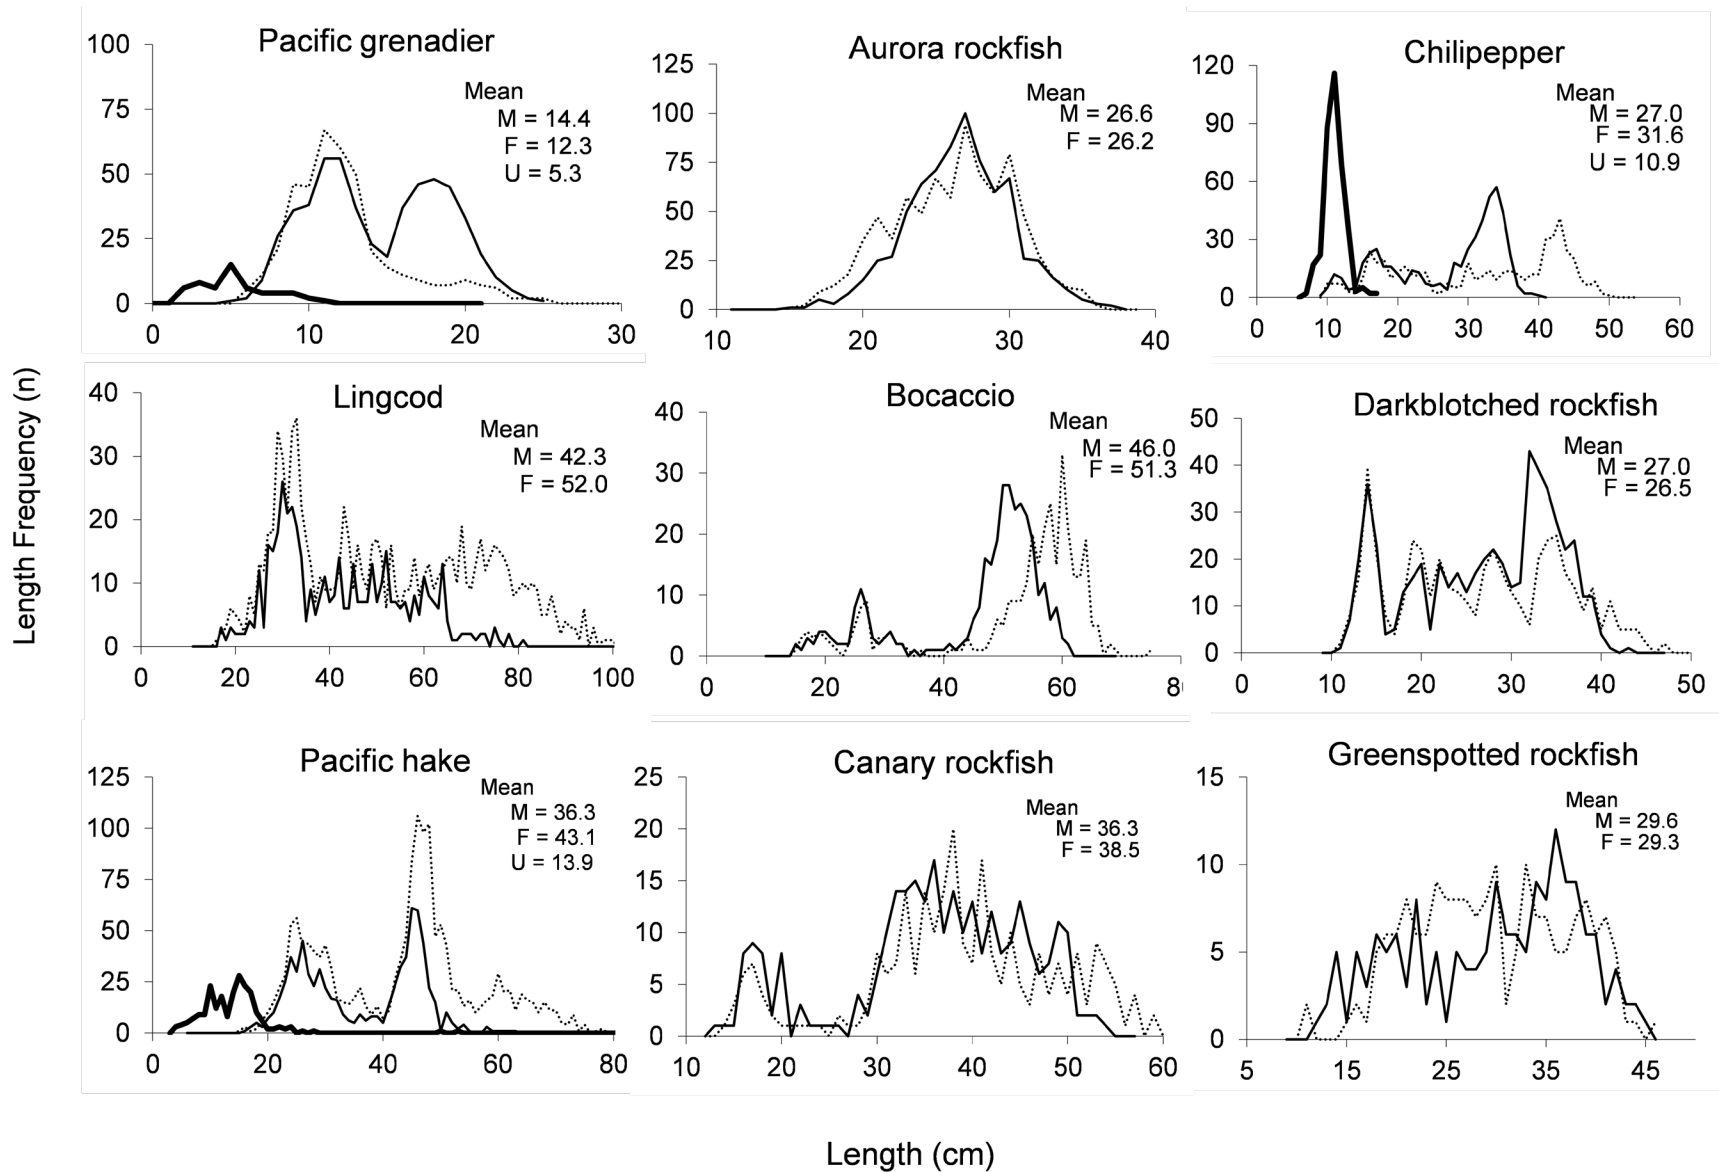 Length Frequency (n)
Pacific grenadier
Mean
M = 14.4
F = 12.3
U = 5.3
100
75
50
25
0
0 10 20 30
Aurora rockfish
Mean
M = 26.6
F = 26.2
125
100
75
50
25
0
10 20 30 40
Chilipepper
Mean
M = 27.0
F = 31.6
U = 10.9
120
90
60
30
0
0 10 20 30 40 50 60
Lingcod
Mean
M = 42.3
F = 52.0
40
30
20
10
0
0 20 40 60 80 100
Bocaccio
Mean
M = 46.0
F = 51.3
40
30
20
10
0
0 20 40 60 8
Darkblotched rockfish
Mean
M = 27.0
F = 26.5
50
40
30
20
10
0
0 10 20 30 40 50
Pacific hake
Mean
M = 36.3
F = 43.1
U = 13.9
125
100
75
50
25
0
0 20 40 60 80
Canary rockfish
Mean
M = 36.3
F = 38.5
25
20
15
10
5
0
10 20 30 40 50 60
Greenspotted rockfish
Mean
M = 29.6
F = 29.3
15
10
5
0
5 15 25 35 45
Length (cm)